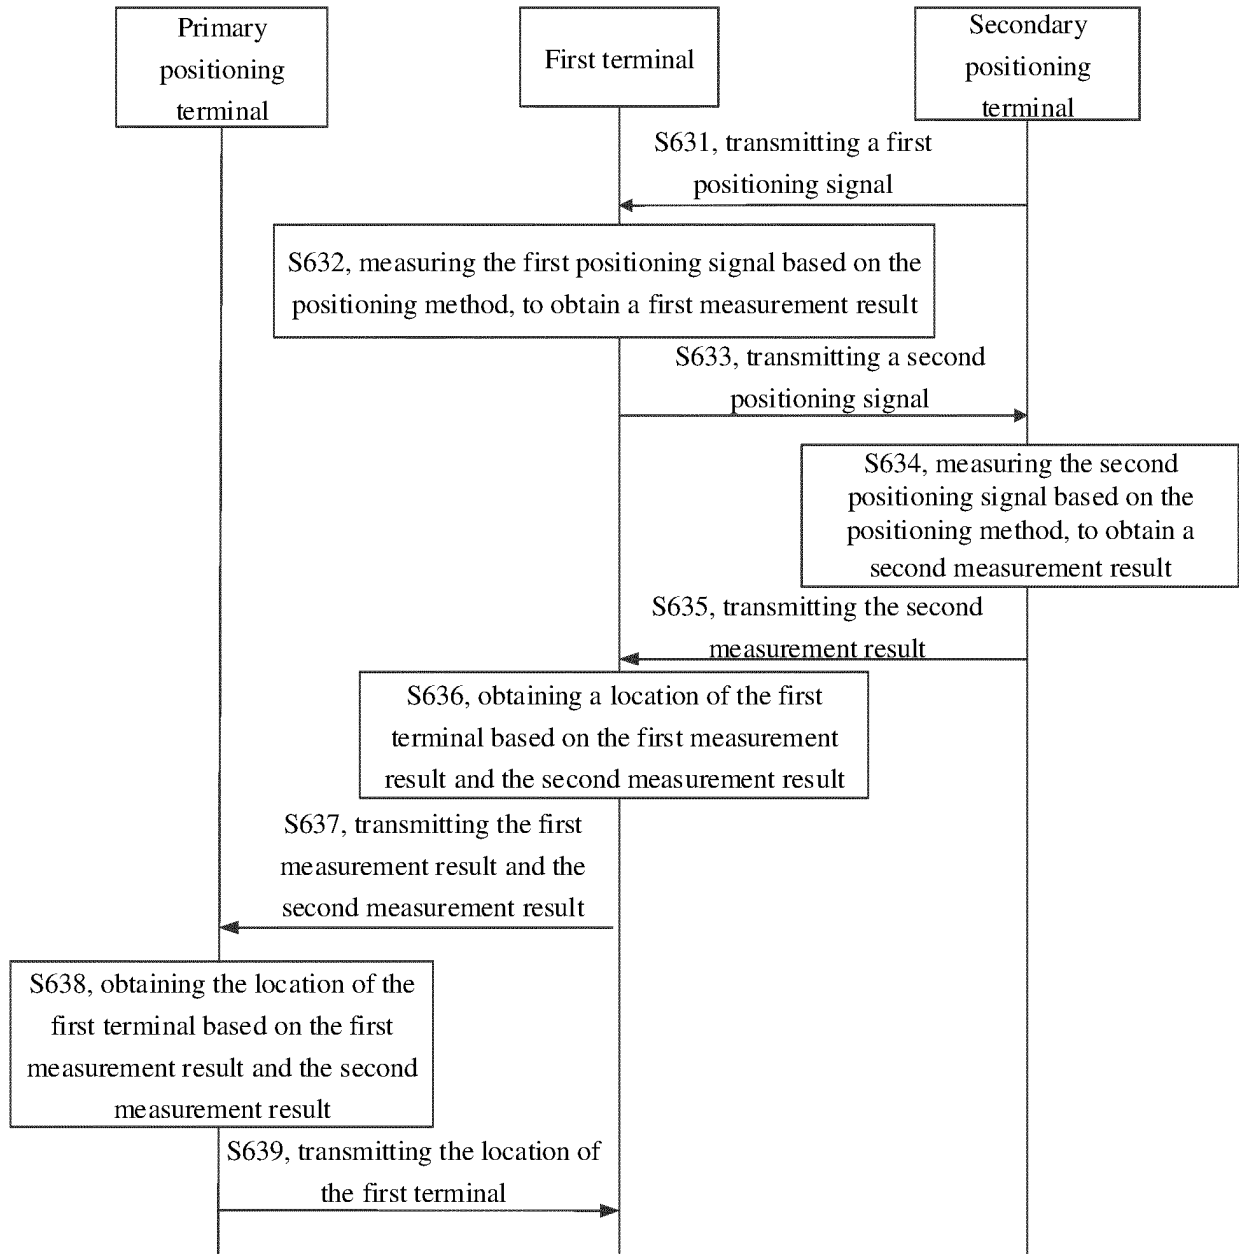 Primary
positioning
terminal
First terminal
Secondary
positioning
terminal
S631, transmitting a first
positioning signal
S632, measuring the first positioning signal based on the
positioning method, to obtain a first measurement result
S633, transmitting a second
positioning signal
S634, measuring the second
positioning signal based on the
positioning method, to obtain a
second measurement result
S635, transmitting the second
measurement result
S636, obtaining a location of the first
terminal based on the first measurement
result and the second measurement result
S637, transmitting the first
measurement result and the
second measurement result
S638, obtaining the location of the
first terminal based on the first
measurement result and the second
measurement result
S639, transmitting the location of
the first terminal